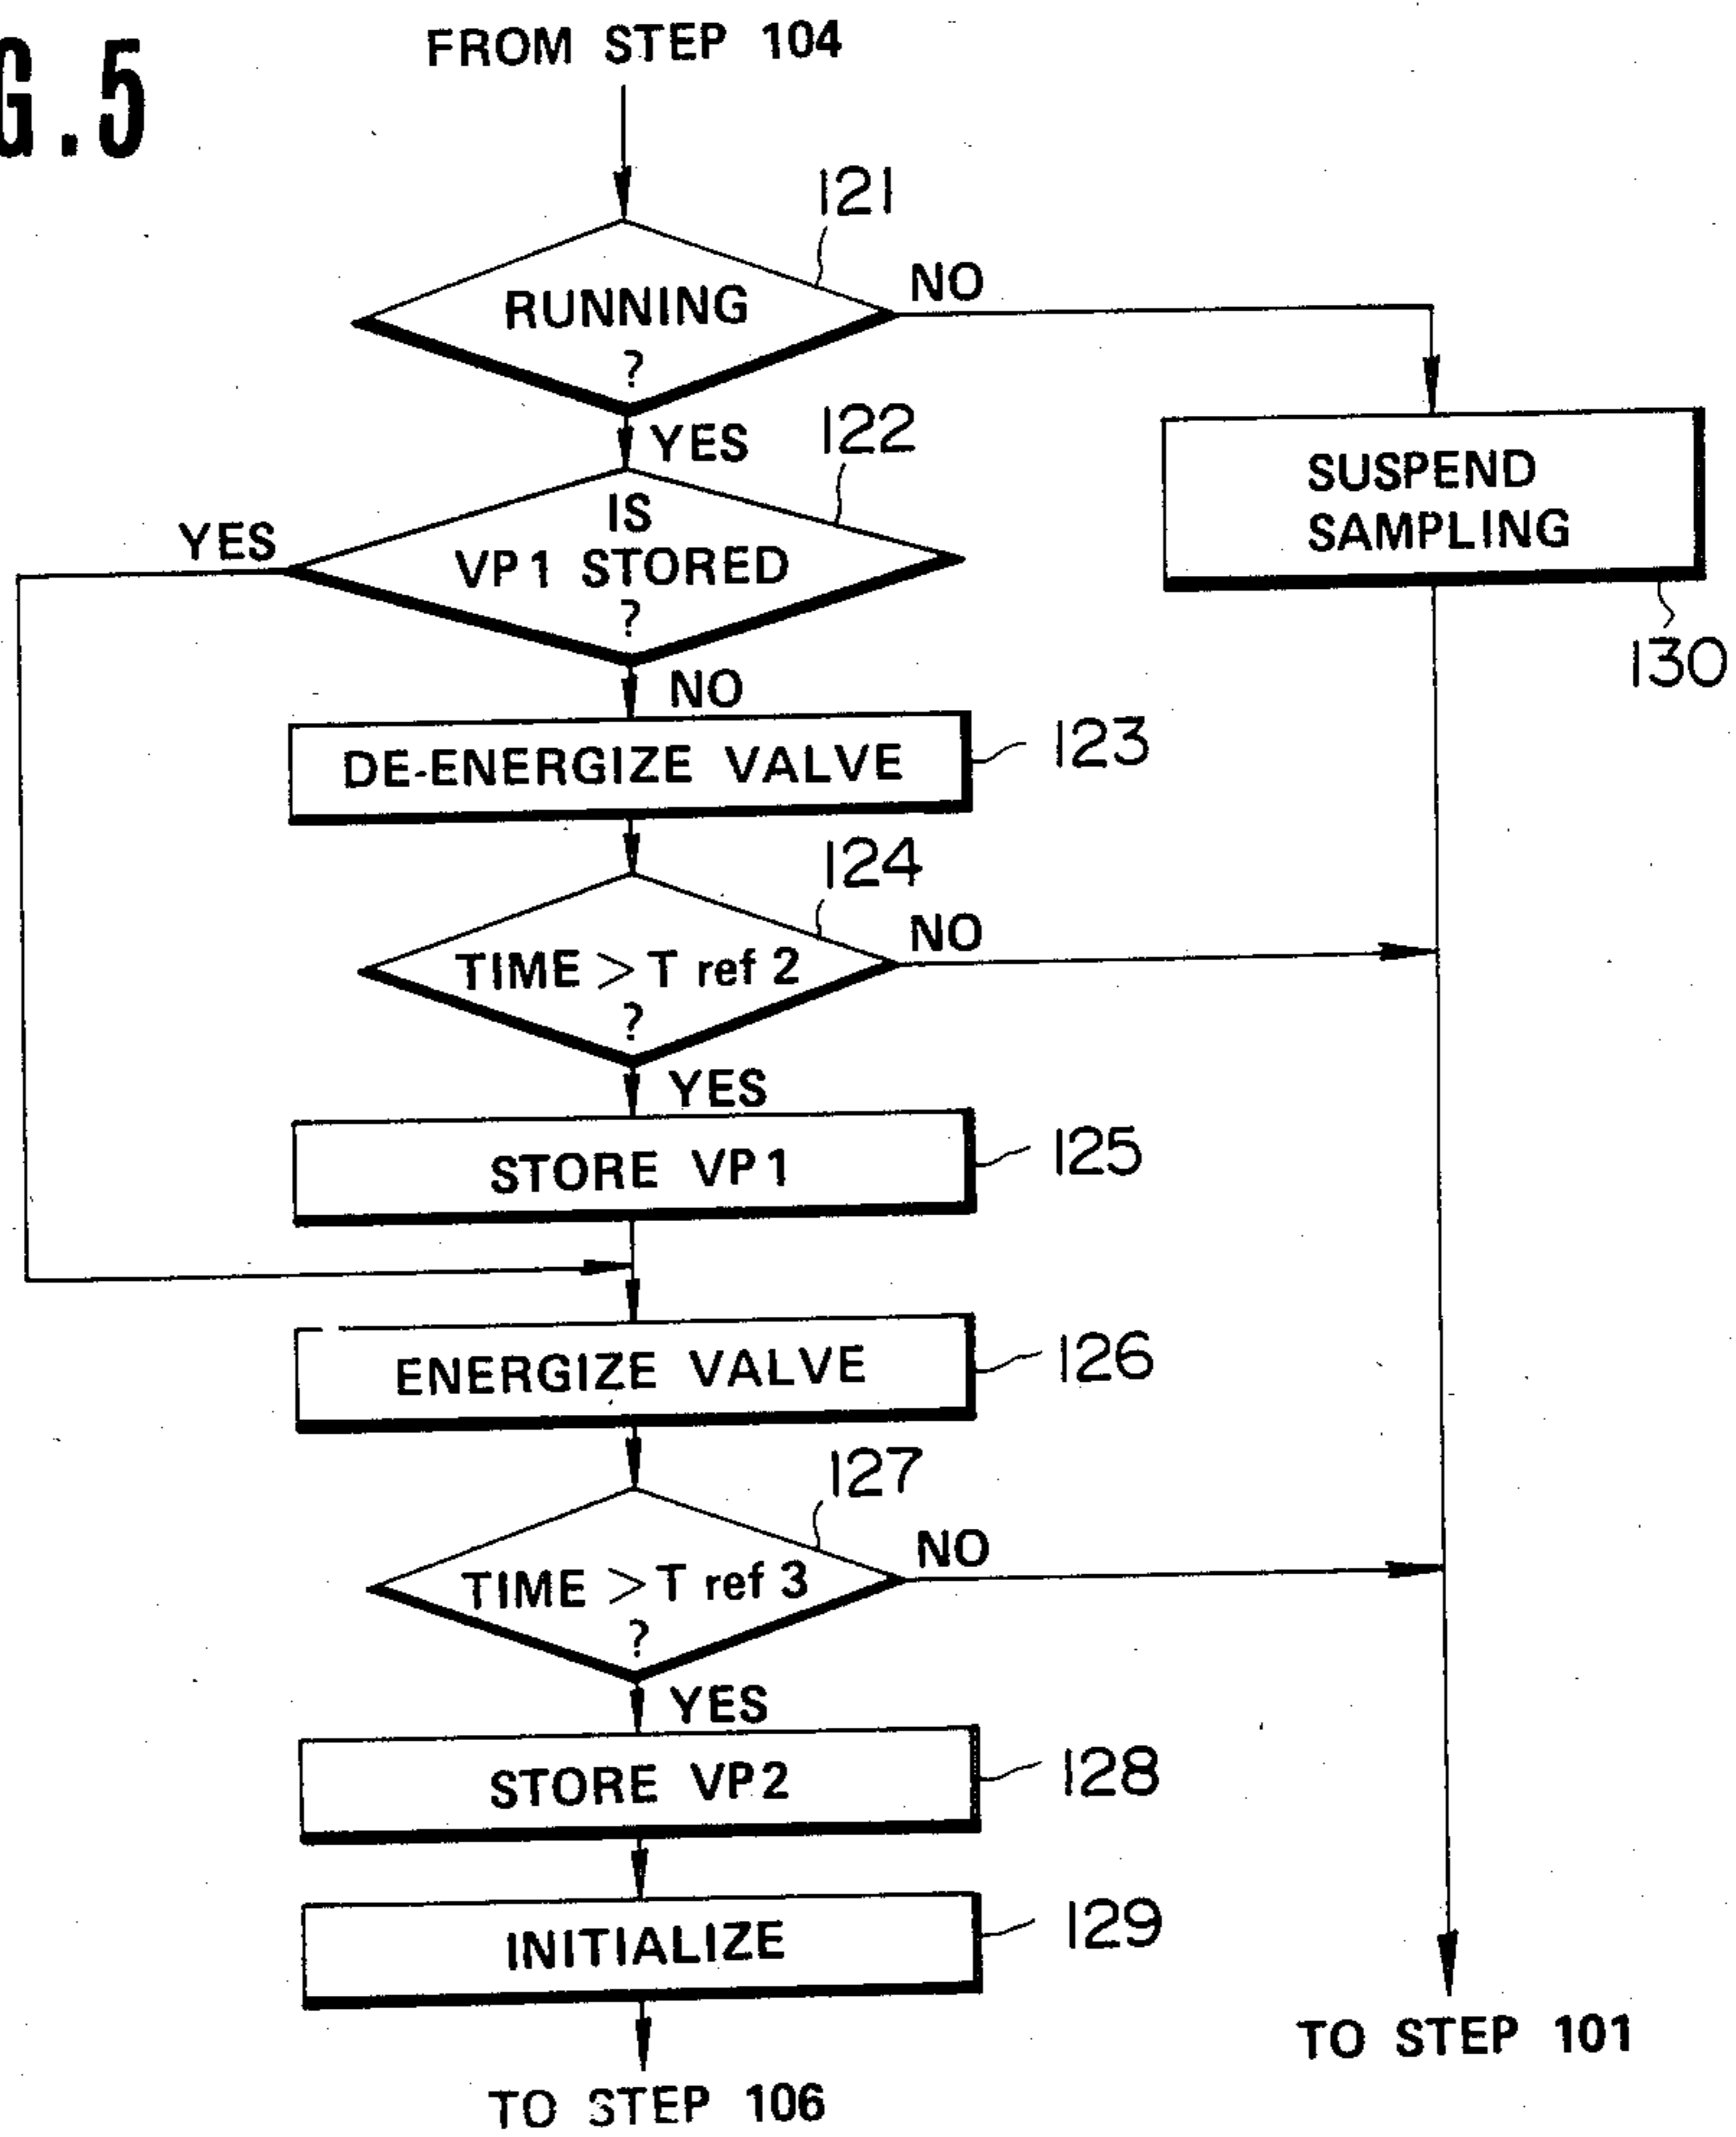 G.5
FROM STEP 104
121
RUNNING
?
NO
YES
122
IS
VP1 STORED
?
YES
NO
SUSPEND
SAMPLING
130
DE-ENERGIZE VALVE
123
124
TIME > T ref 2
?
NO
YES
STORE VP1
125
ENERGIZE VALVE
126
127
TIME > T ref 3
?
NO
YES
STORE VP2
128
INITIALIZE
129
TO STEP 101
TO STEP 106